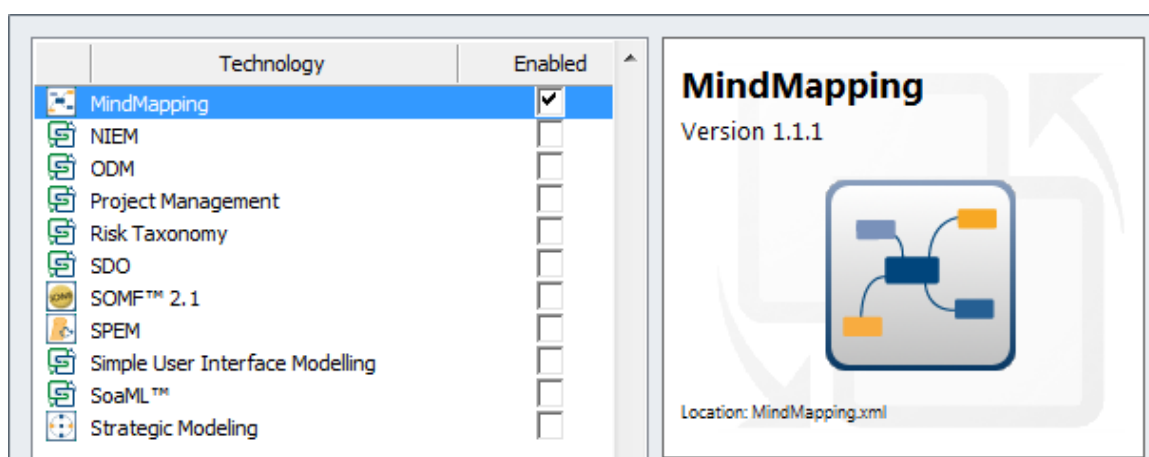 Technology Enabled
MindMapping
NIEM
ODM
Project Management
Risk Taxonomy
SDO
SOMF™ 2.1
SPEM
Simple User Interface Modelling
SoaML™
Strategic Modeling
MindMapping
Version 1.1.1
Location: MindMapping.xml